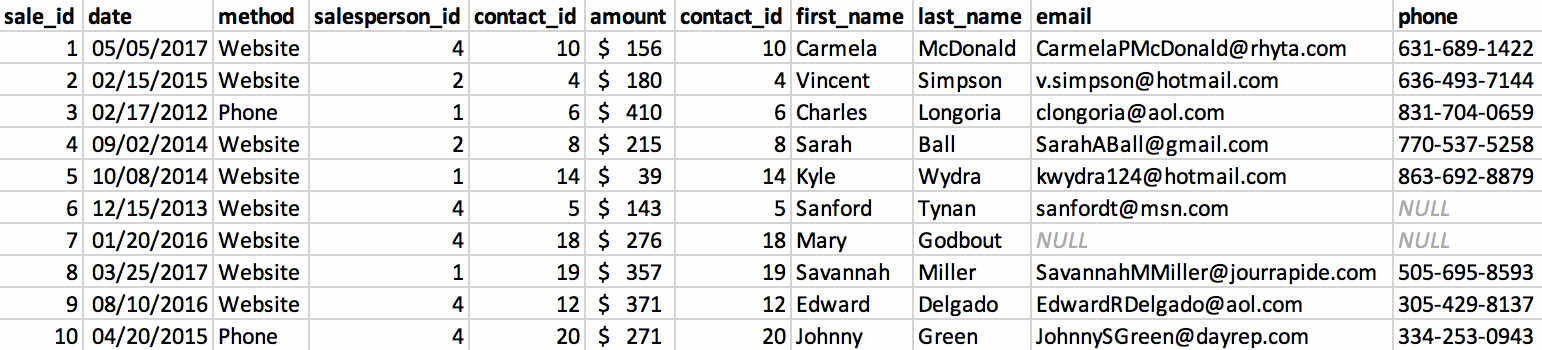 sale_id date method salesperson_id contact_id amount contact_id first_name last_name email phone
1 05/05/2017 Website 4 10 $ 156 10 Carmela McDonald CarmelaPMcDonald@rhyta.com 631-689-1422
2 02/15/2015 Website 2 4 $ 180 4 Vincent Simpson v.simpson@hotmail.com 636-493-7144
3 02/17/2012 Phone 1 6 $ 410 6 Charles Longoria clongoria@aol.com 831-704-0659
4 09/02/2014 Website 2 8 $ 215 8 Sarah Ball SarahABall@gmail.com 770-537-5258
5 10/08/2014 Website 1 14 $ 39 14 Kyle Wydra kwydra124@hotmail.com 863-692-8879
6 12/15/2013 Website 4 5 $ 143 5 Sanford Tynan sanfordt@msn.com NULL
7 01/20/2016 Website 4 18 $ 276 18 Mary Godbout NULL NULL
8 03/25/2017 Website 1 19 $ 357 19 Savannah Miller SavannahMMiller@jourrapide.com 505-695-8593
9 08/10/2016 Website 4 12 $ 371 12 Edward Delgado EdwardRDelgado@aol.com 305-429-8137
10 04/20/2015 Phone 4 20 $ 271 20 Johnny Green JohnnySGreen@dayrep.com 334-253-0943